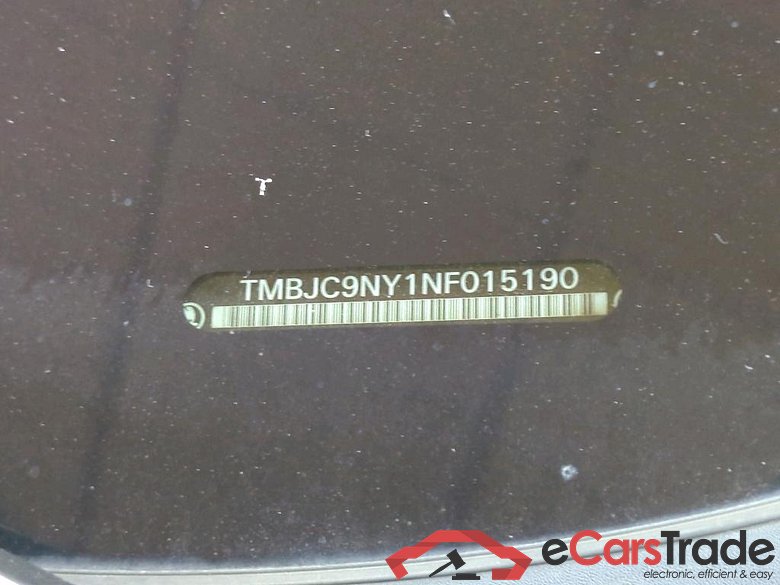 TMBJC9NY1NF015190
eCarsTrade
electronic, efficient & easy